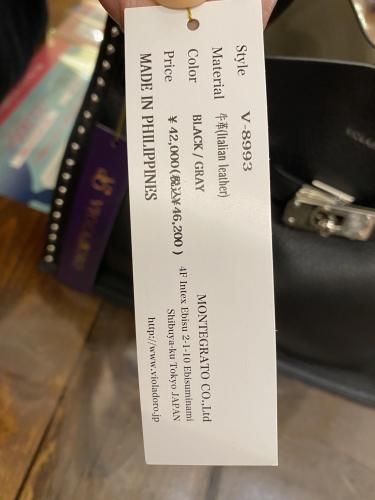 Style V-8993
Material 牛革(Italian leather)
Color BLACK / GRAY
Price ¥ 42,000(税込¥46,200 )
MADE IN PHILIPPINES
MONTEGRATO CO.,Ltd
4F Intex Ebisu 2-1-10 Ebisuminami
Shibuya-ku Tokyo JAPAN
http://www.violadoro.jp